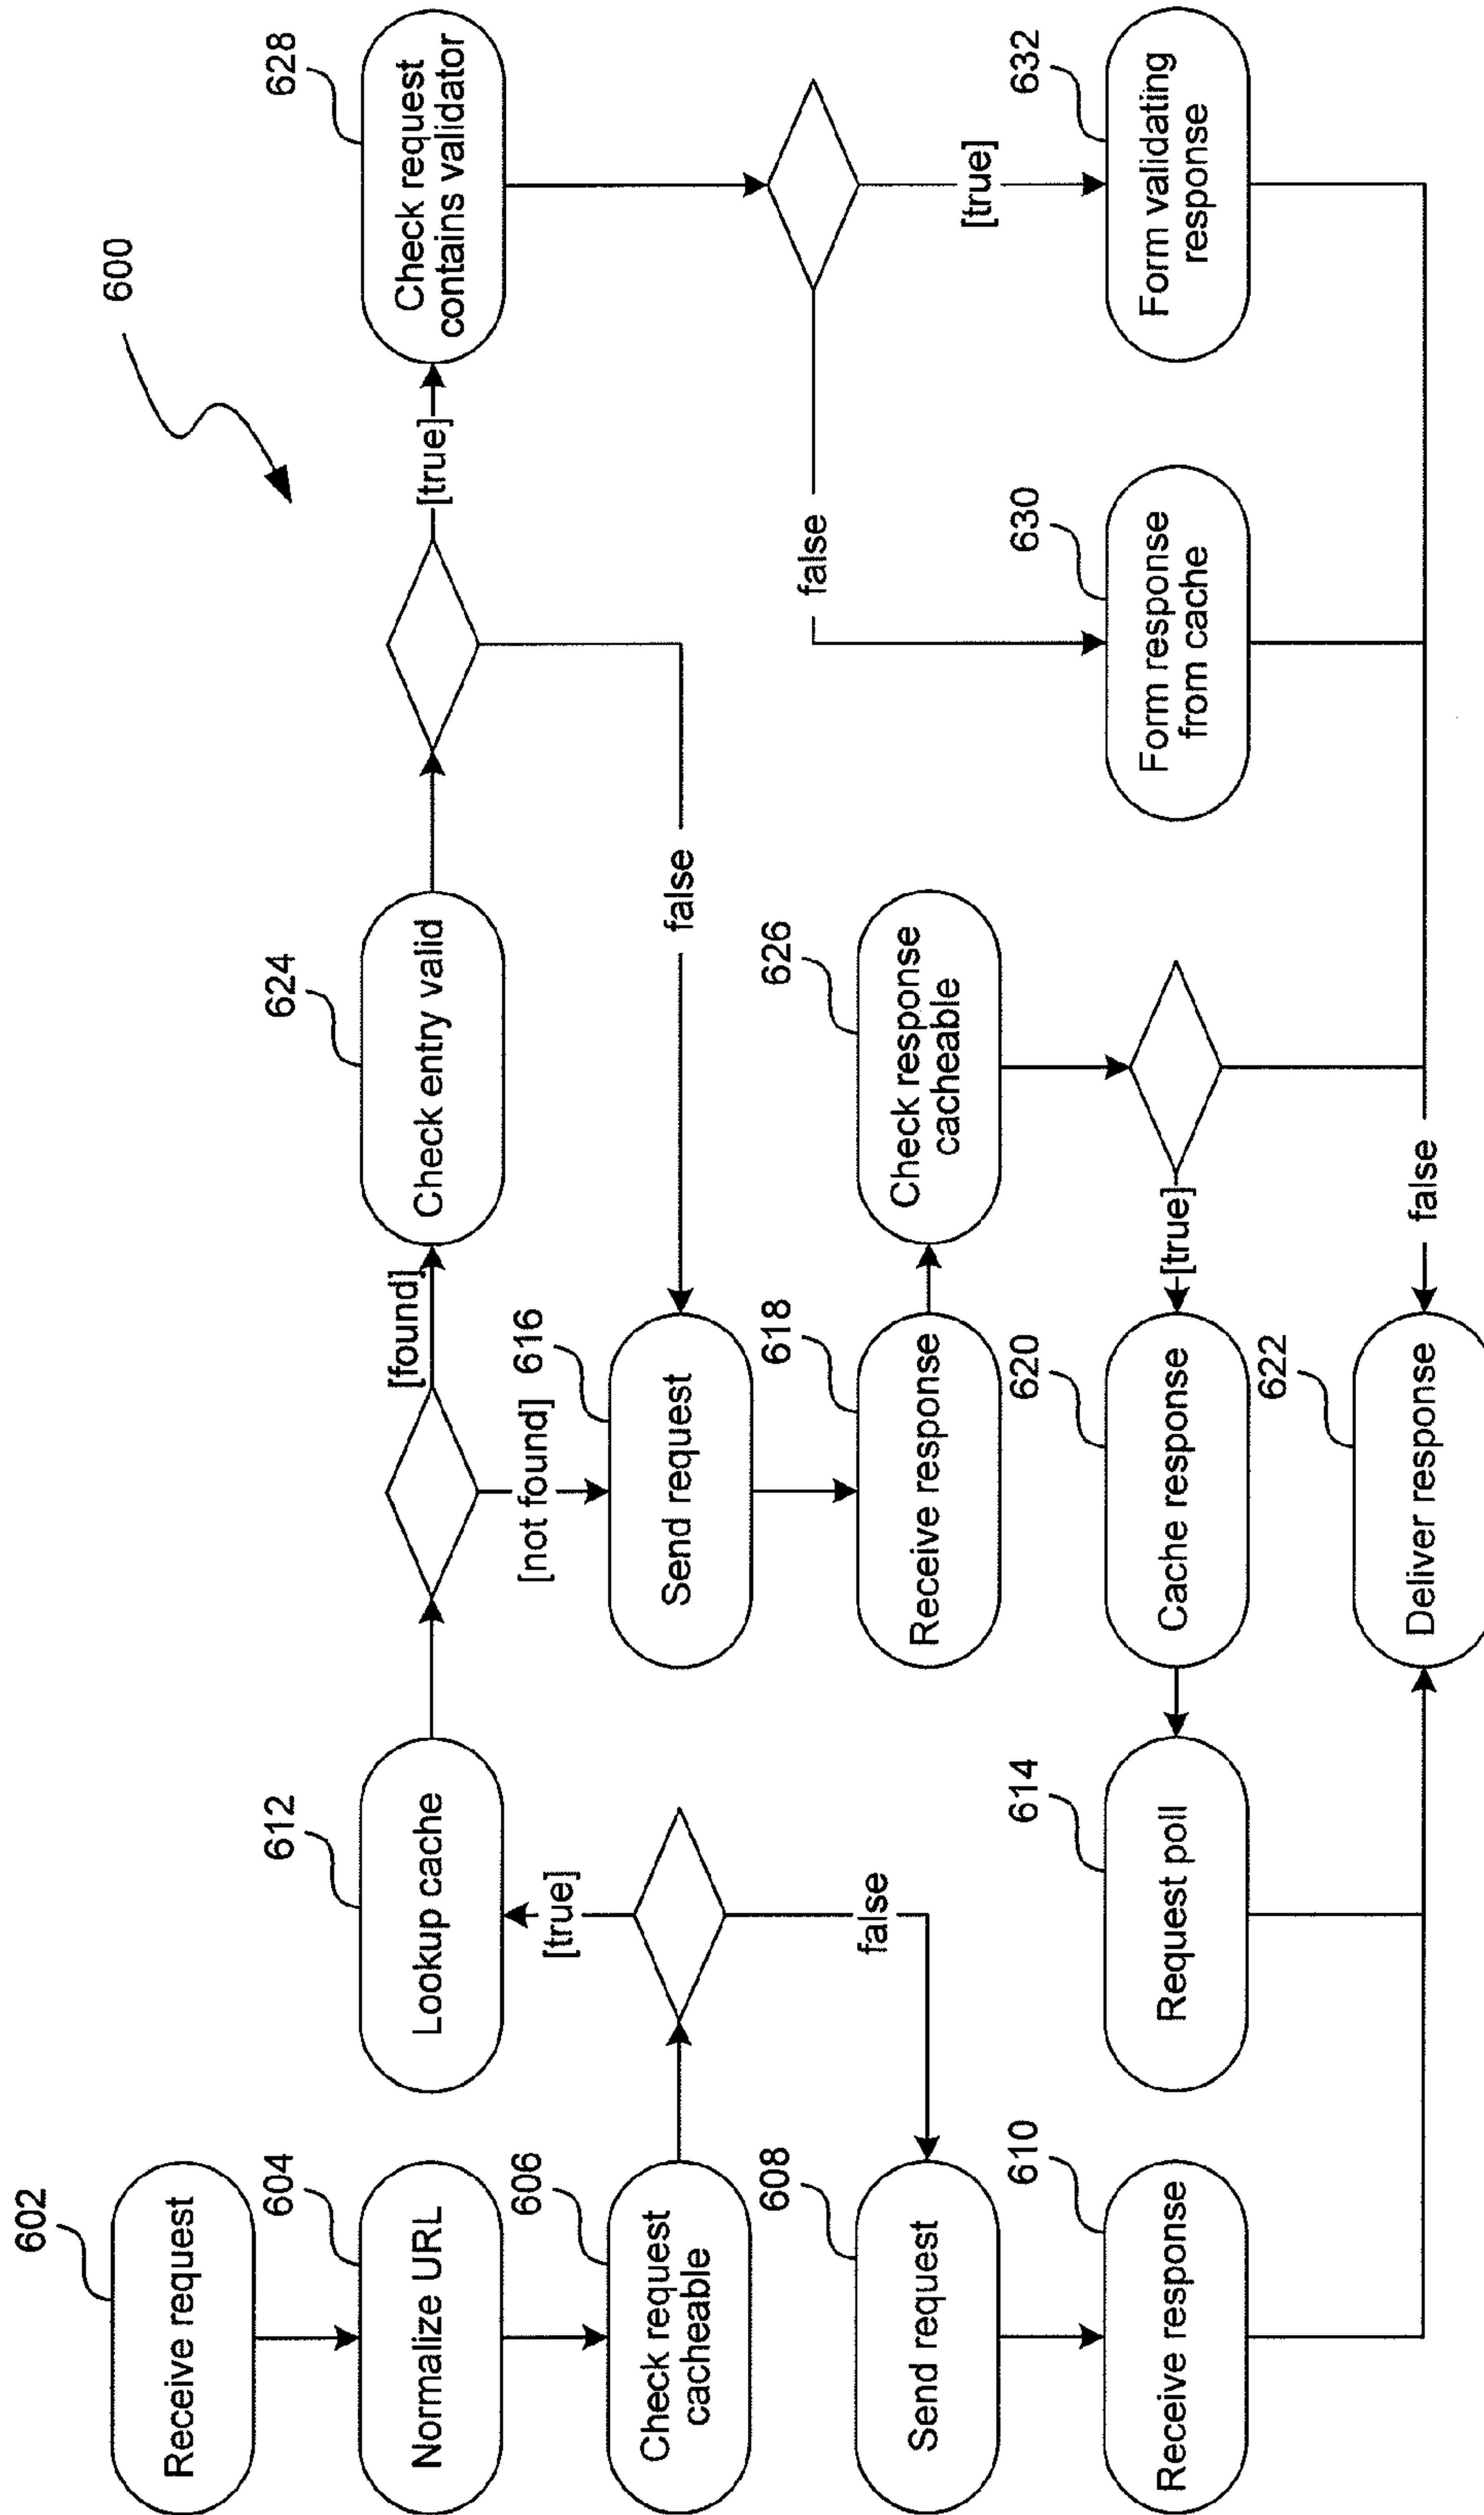 600
602
Receive request
604
Normalize URL
606
Check request
cacheable
[true]
false
608
Send request
610
Receive response
612
Lookup cache
[found]
[not found]
616
Send request
618
Receive response
620
Cache response
614
Request poll
622
Deliver response
624
Check entry valid
[true]
false
626
Check response
cacheable
[true]
false
628
Check request
contains validator
false
[true]
630
Form response
from cache
632
Form validating
response